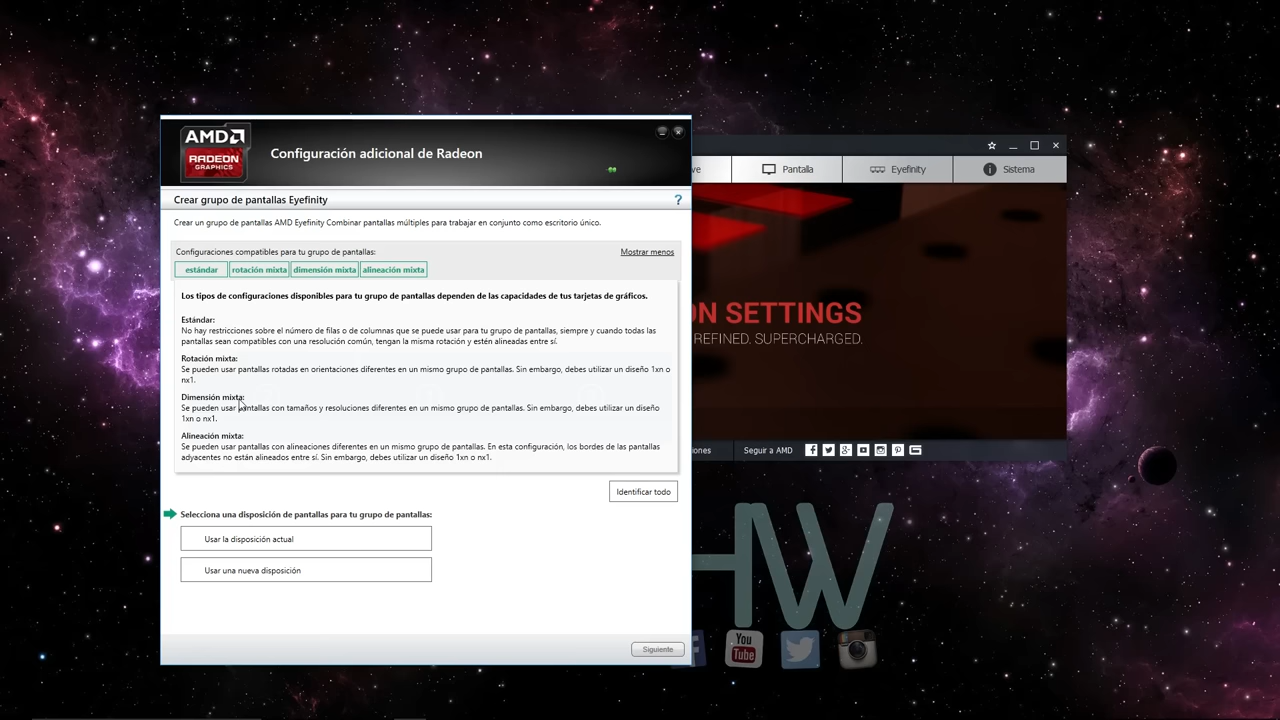 AMD
RADEON
GRAPHICS
Configuración adicional de Radeon
Crear grupo de pantallas Eyefinity
?
Crear un grupo de pantallas AMD Eyefinity Combinar pantallas múltiples para trabajar en conjunto como escritorio único.
Configuraciones compatibles para tu grupo de pantallas:
Mostrar menos
estándar
rotación mixta
dimensión mixta
alineación mixta
Los tipos de configuraciones disponibles para tu grupo de pantallas dependen de las capacidades de tus tarjetas de gráficos.
Estándar:
No hay restricciones sobre el número de filas o de columnas que se puede usar para tu grupo de pantallas, siempre y cuando todas las
pantallas sean compatibles con una resolución común, tengan la misma rotación y estén alineadas entre sí.
Rotación mixta:
Se pueden usar pantallas rotadas en orientaciones diferentes en un mismo grupo de pantallas. Sin embargo, debes utilizar un diseño 1xn o
nx1.
Dimensión mixta:
Se pueden usar pantallas con tamaños y resoluciones diferentes en un mismo grupo de pantallas. Sin embargo, debes utilizar un diseño
1xn o nx1.
Alineación mixta:
Se pueden usar pantallas con alineaciones diferentes en un mismo grupo de pantallas. En esta configuración, los bordes de las pantallas
adyacentes no están alineados entre sí. Sin embargo, debes utilizar un diseño 1xn o nx1.
Identificar todo
Selecciona una disposición de pantallas para tu grupo de pantallas:
Usar la disposición actual
Usar una nueva disposición
Siguiente
ve
Pantalla
Eyefinity
Sistema
ON SETTINGS
REFINED. SUPERCHARGED.
iones
Seguir a AMD
HW
You
Tube